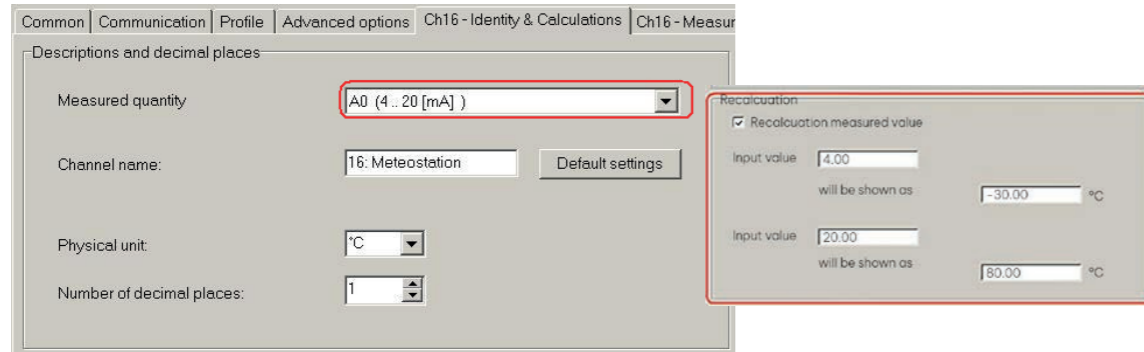 Common Communication Profile Advanced options Ch16 - Identity & Calculations Ch16 - Measur
Descriptions and decimal places
Measured quantity A0 (4 .. 20 [mA] )
Channel name: 16: Meteostation Default settings
Physical unit: °C
Number of decimal places: 1
Recalcuation
Recalcuation measured value
Input value 4.00
will be shown as -30.00 °C
Input value 20.00
will be shown as 80.00 °C